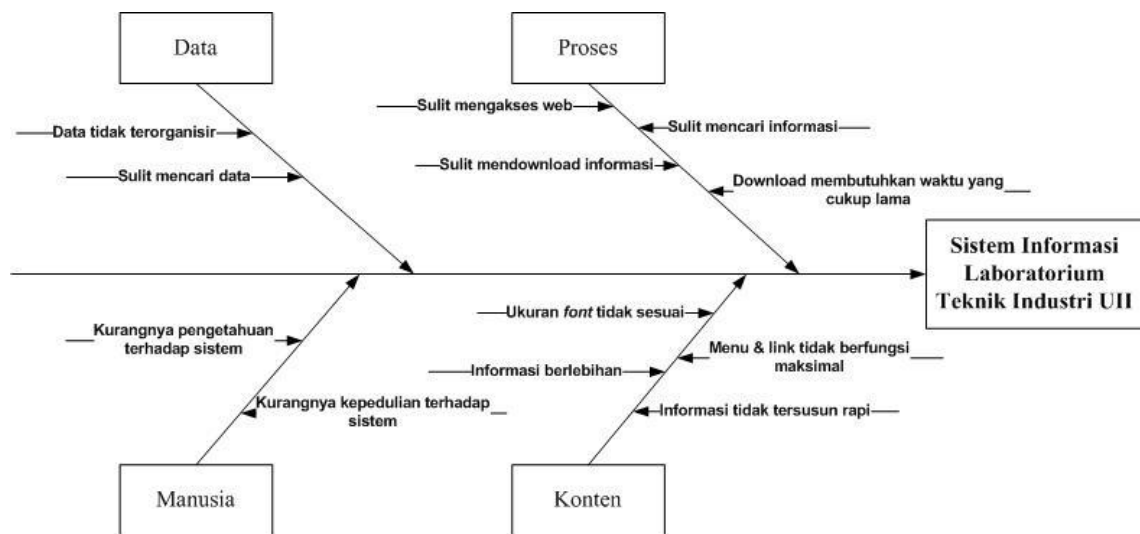 Data
Proses
Sulit mengakses web
Data tidak terorganisir
Sulit mencari informasi
Sulit mendownload informasi
Sulit mencari data
Download membutuhkan waktu yang
cukup lama
Sistem Informasi
Laboratorium
Teknik Industri UII
Ukuran font tidak sesuai
Kurangnya pengetahuan
terhadap sistem
Menu & link tidak berfungsi
maksimal
Informasi berlebihan
Kurangnya kepedulian terhadap
sistem
Informasi tidak tersusun rapi
Manusia
Konten